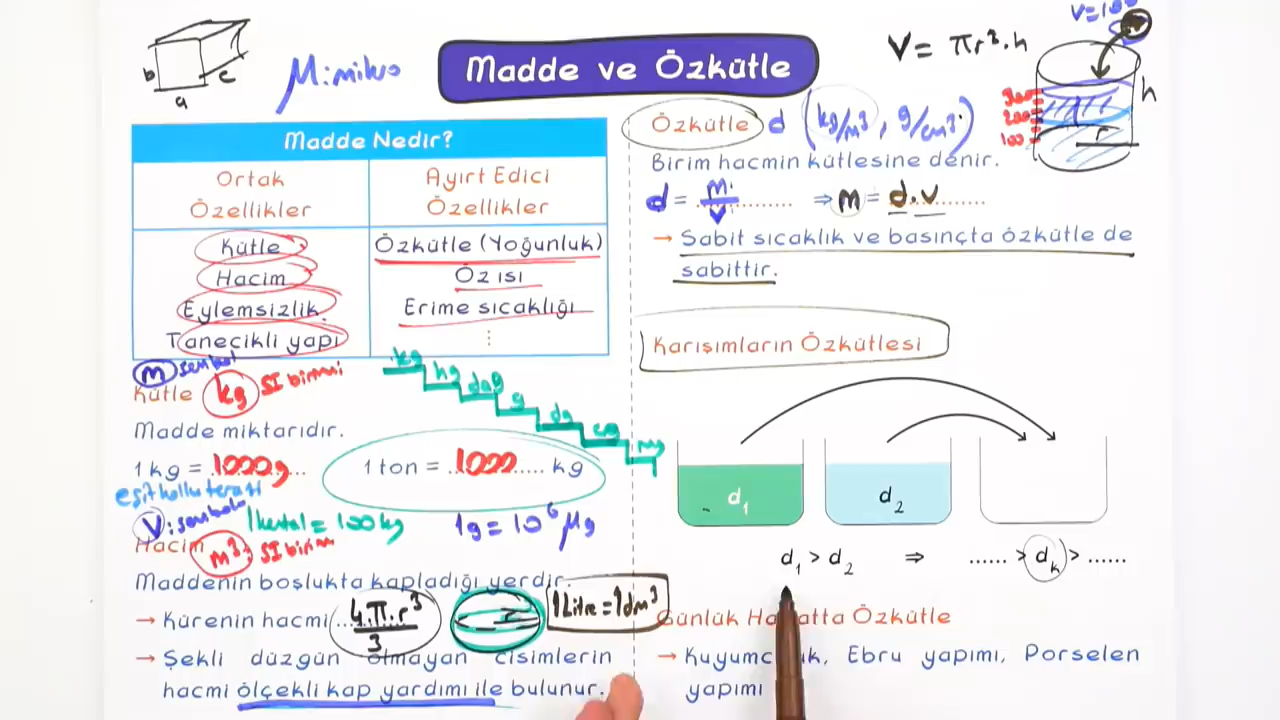 Madde ve Özkütle
b
c
a
M: mikro
V = πr².h
h
300
200
100
r
Madde Nedir?
Ortak Özellikler
Ayırt Edici Özellikler
Kütle
Özkütle (Yoğunluk)
Hacim
Öz ısı
Eylemsizlik
Erime sıcaklığı
Tanecikli yapı
⋮
m sembol
Kütle kg SI birimi
Madde miktarıdır.
1 kg = 1000g
1 ton = 1000 kg
kg
hg
dag
g
dg
cg
mg
eşit kollu terazi
V: sembolü
1 kental = 100 kg
1g = 10⁶ μg
Hacim m³: SI birim
Maddenin boşlukta kapladığı yerdir.
→ Kürenin hacmi 4.π.r³/3
r
1 Litre = 1 dm³
→ Şekli düzgün olmayan cisimlerin
hacmi ölçekli kap yardımı ile bulunur.
Özkütle d (kg/m³, g/cm³)
Birim hacmin kütlesine denir.
d = m/V ⇒ m = d.V
→ Sabit sıcaklık ve basınçta özkütle de
sabittir.
Karışımların Özkütlesi
d₁
d₂
d₁ > d₂ ⇒ ...... > dₖ > ......
Günlük Hayatta Özkütle
→ Kuyumculuk, Ebru yapımı, Porselen
yapımı